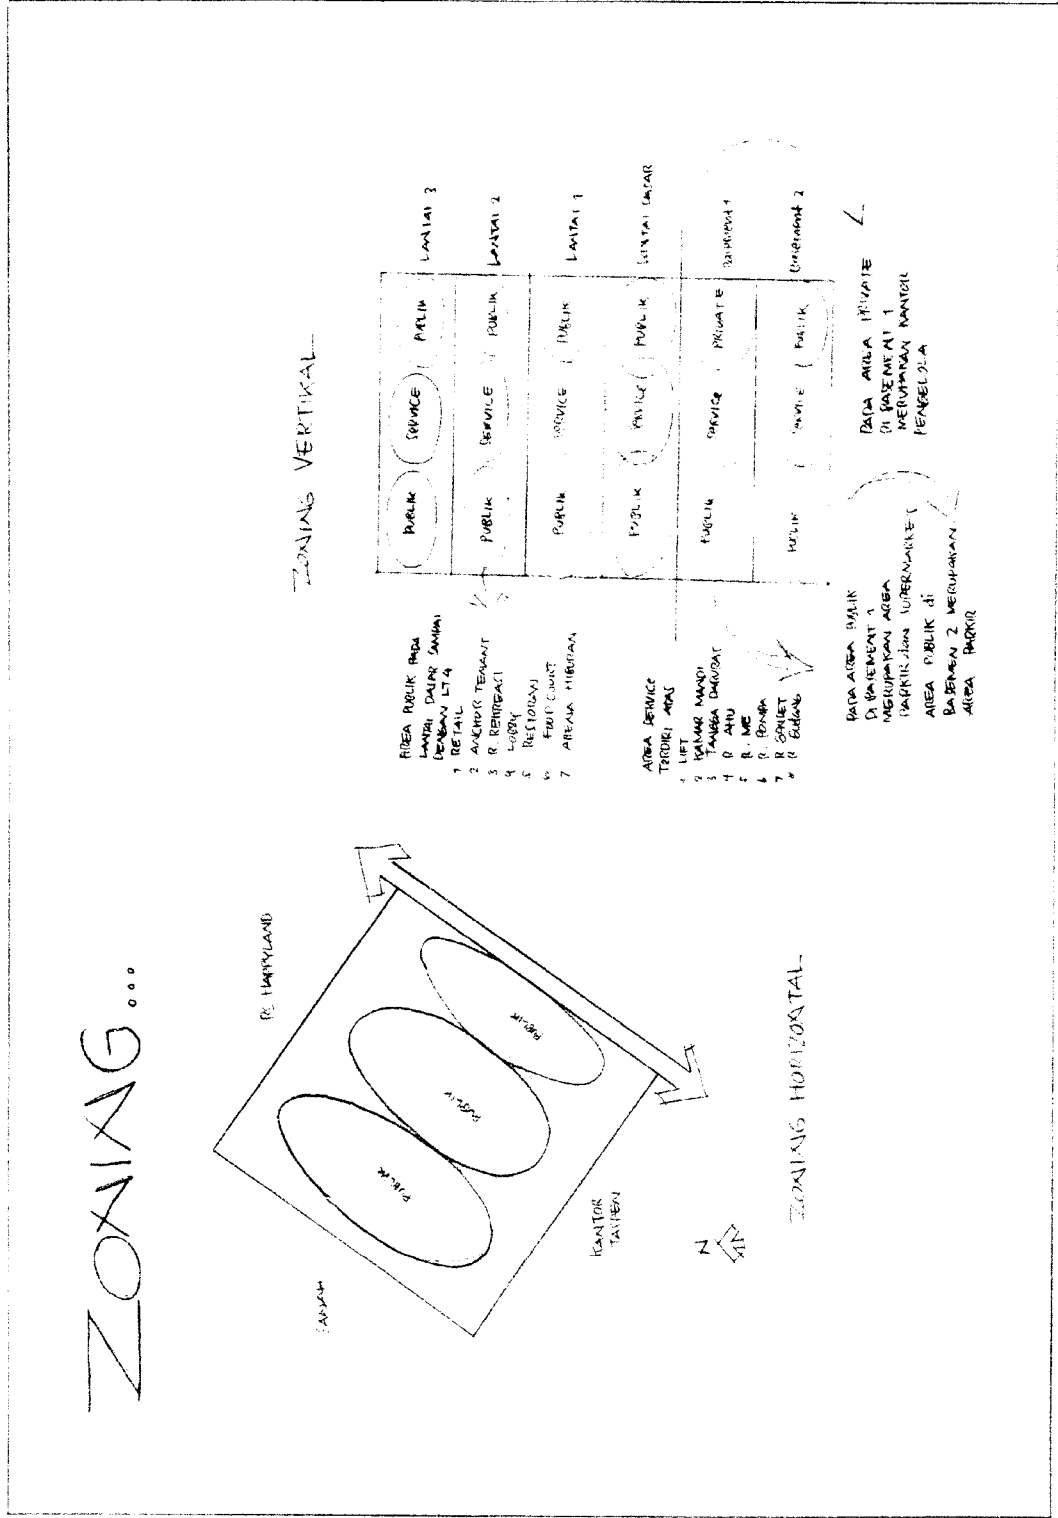 ZONING...
PE HAPPYLAND
PUBLIK
PUBLIK
PUBLIK
KANTOR
N
ZONING HORIZONTAL
ZONING VERTIKAL
PUBLIK SERVICE PUBLIK LANTAI 3
PUBLIK SERVICE PUBLIK LANTAI 2
PUBLIK SERVICE PUBLIK LANTAI 1
PUBLIK SERVICE PUBLIK LANTAI DASAR
PUBLIK SERVICE PRIVATE BASEMENT 1
PUBLIK SERVICE PUBLIK BASEMENT 2
AREA PUBLIK PADA
LANTAI DASAR SAMPAI
DENGAN LT 4
1 RETAIL
2 ANCHOR TENANT
3 R. REKREASI
4 LOBBY
5 RESTORAN
6 FOOD COURT
7 ARENA HIBURAN
AREA SERVICE
TERDIRI ATAS
1 LIFT
2 KAMAR MANDI
3 TANGGA DARURAT
4 R AHU
5 R. ME
6 R. POMPA
7 R
8 R Gudang
PADA AREA PUBLIK
DI BASEMENT 1
MERUPAKAN AREA
PARKIR dan SUPERMARKET
AREA PUBLIK di
BASEMEN 2 MERUPAKAN
AREA PARKIR
PADA AREA PRIVATE
DI BASEMENT 1
MERUPAKAN KANTOR
PENGELOLA